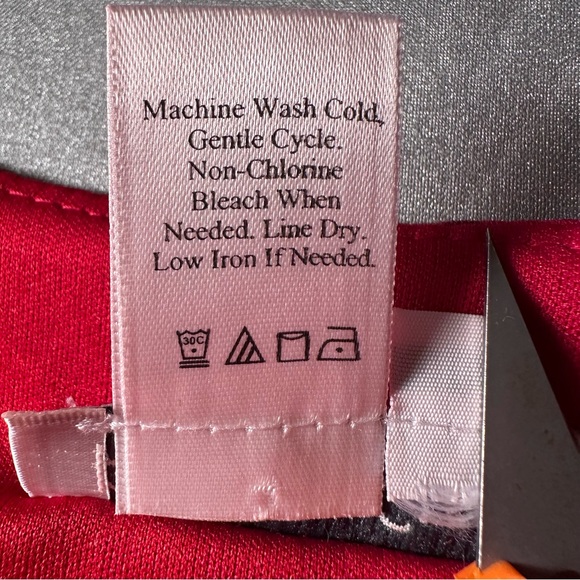 Machine Wash Cold,
Gentle Cycle.
Non-Chlorine
Bleach When
Needed. Line Dry.
Low Iron If Needed.
30C